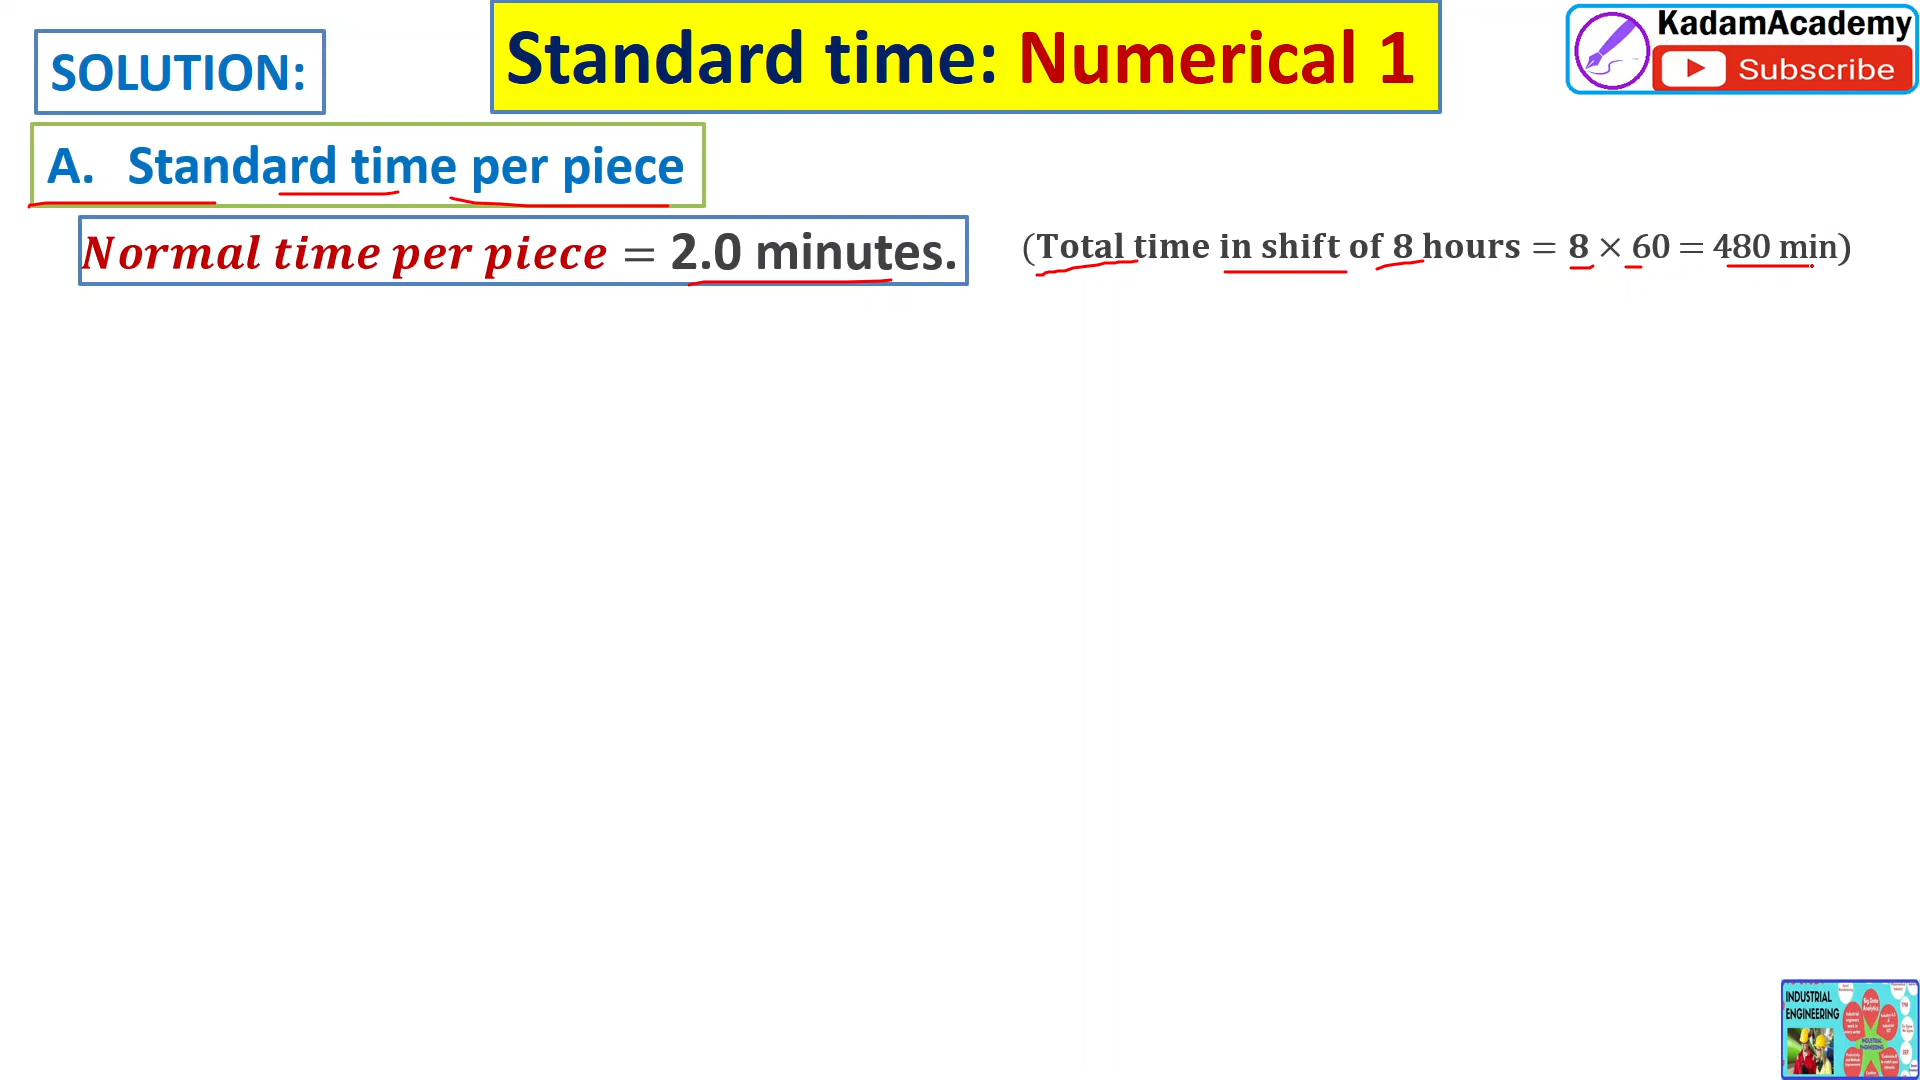 SOLUTION:
Standard time: Numerical 1
KadamAcademy
Subscribe
A. Standard time per piece
Normal time per piece = 2.0 minutes.
(Total time in shift of 8 hours = 8 × 60 = 480 min)
INDUSTRIAL
ENGINEERING